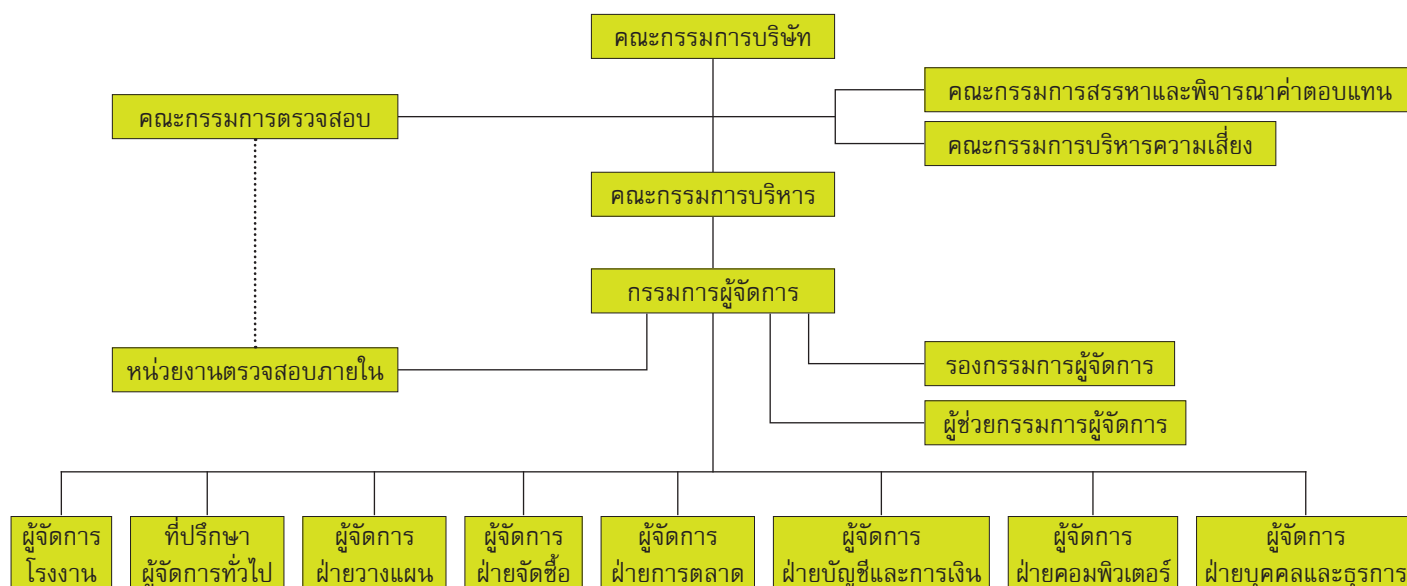 คณะกรรมการบริษัท
คณะกรรมการสรรหาและพิจารณาค่าตอบแทน
คณะกรรมการตรวจสอบ
คณะกรรมการบริหารความเสี่ยง
คณะกรรมการบริหาร
กรรมการผู้จัดการ
หน่วยงานตรวจสอบภายใน
รองกรรมการผู้จัดการ
ผู้ช่วยกรรมการผู้จัดการ
ผู้จัดการ
โรงงาน
ที่ปรึกษา
ผู้จัดการทั่วไป
ผู้จัดการ
ฝ่ายวางแผน
ผู้จัดการ
ฝ่ายจัดซื้อ
ผู้จัดการ
ฝ่ายการตลาด
ผู้จัดการ
ฝ่ายบัญชีและการเงิน
ผู้จัดการ
ฝ่ายคอมพิวเตอร์
ผู้จัดการ
ฝ่ายบุคคลและธุรการ